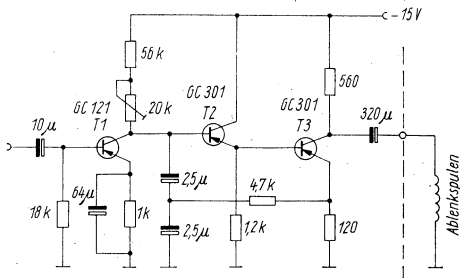 -15V
56k
560
GC 121
T1
20k
GC 301
T2
GC 301
T3
320µ
10µ
2,5µ
4,7k
64µ
18k
1k
2,5µ
1,2k
120
Ablenkspulen